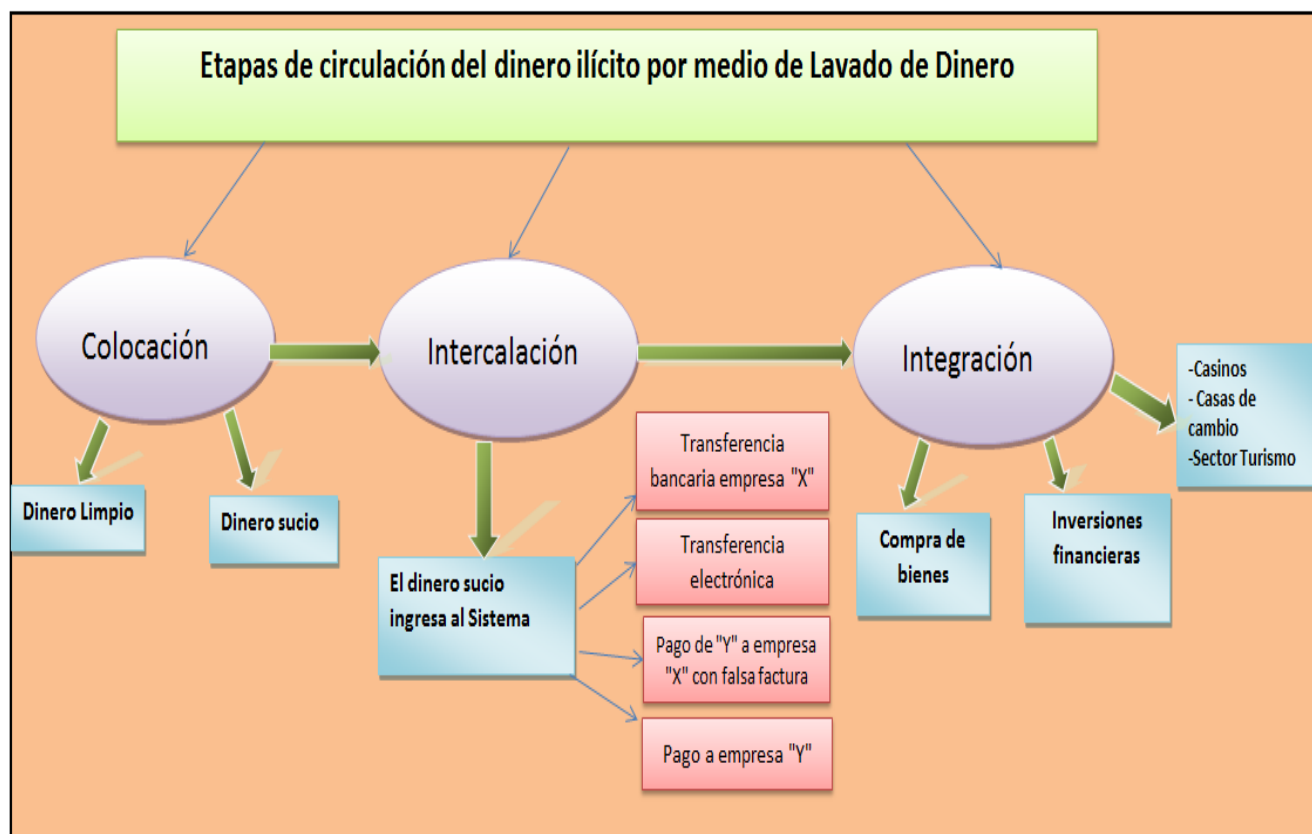 Etapas de circulación del dinero ilícito por medio de Lavado de Dinero
Colocación
Intercalación
Integración
Dinero Limpio
Dinero sucio
El dinero sucio
ingresa al Sistema
Transferencia
bancaria empresa "X"
Transferencia
electrónica
Pago de "Y" a empresa
"X" con falsa factura
Pago a empresa "Y"
Compra de
bienes
Inversiones
financieras
-Casinos
- Casas de
cambio
-Sector Turismo